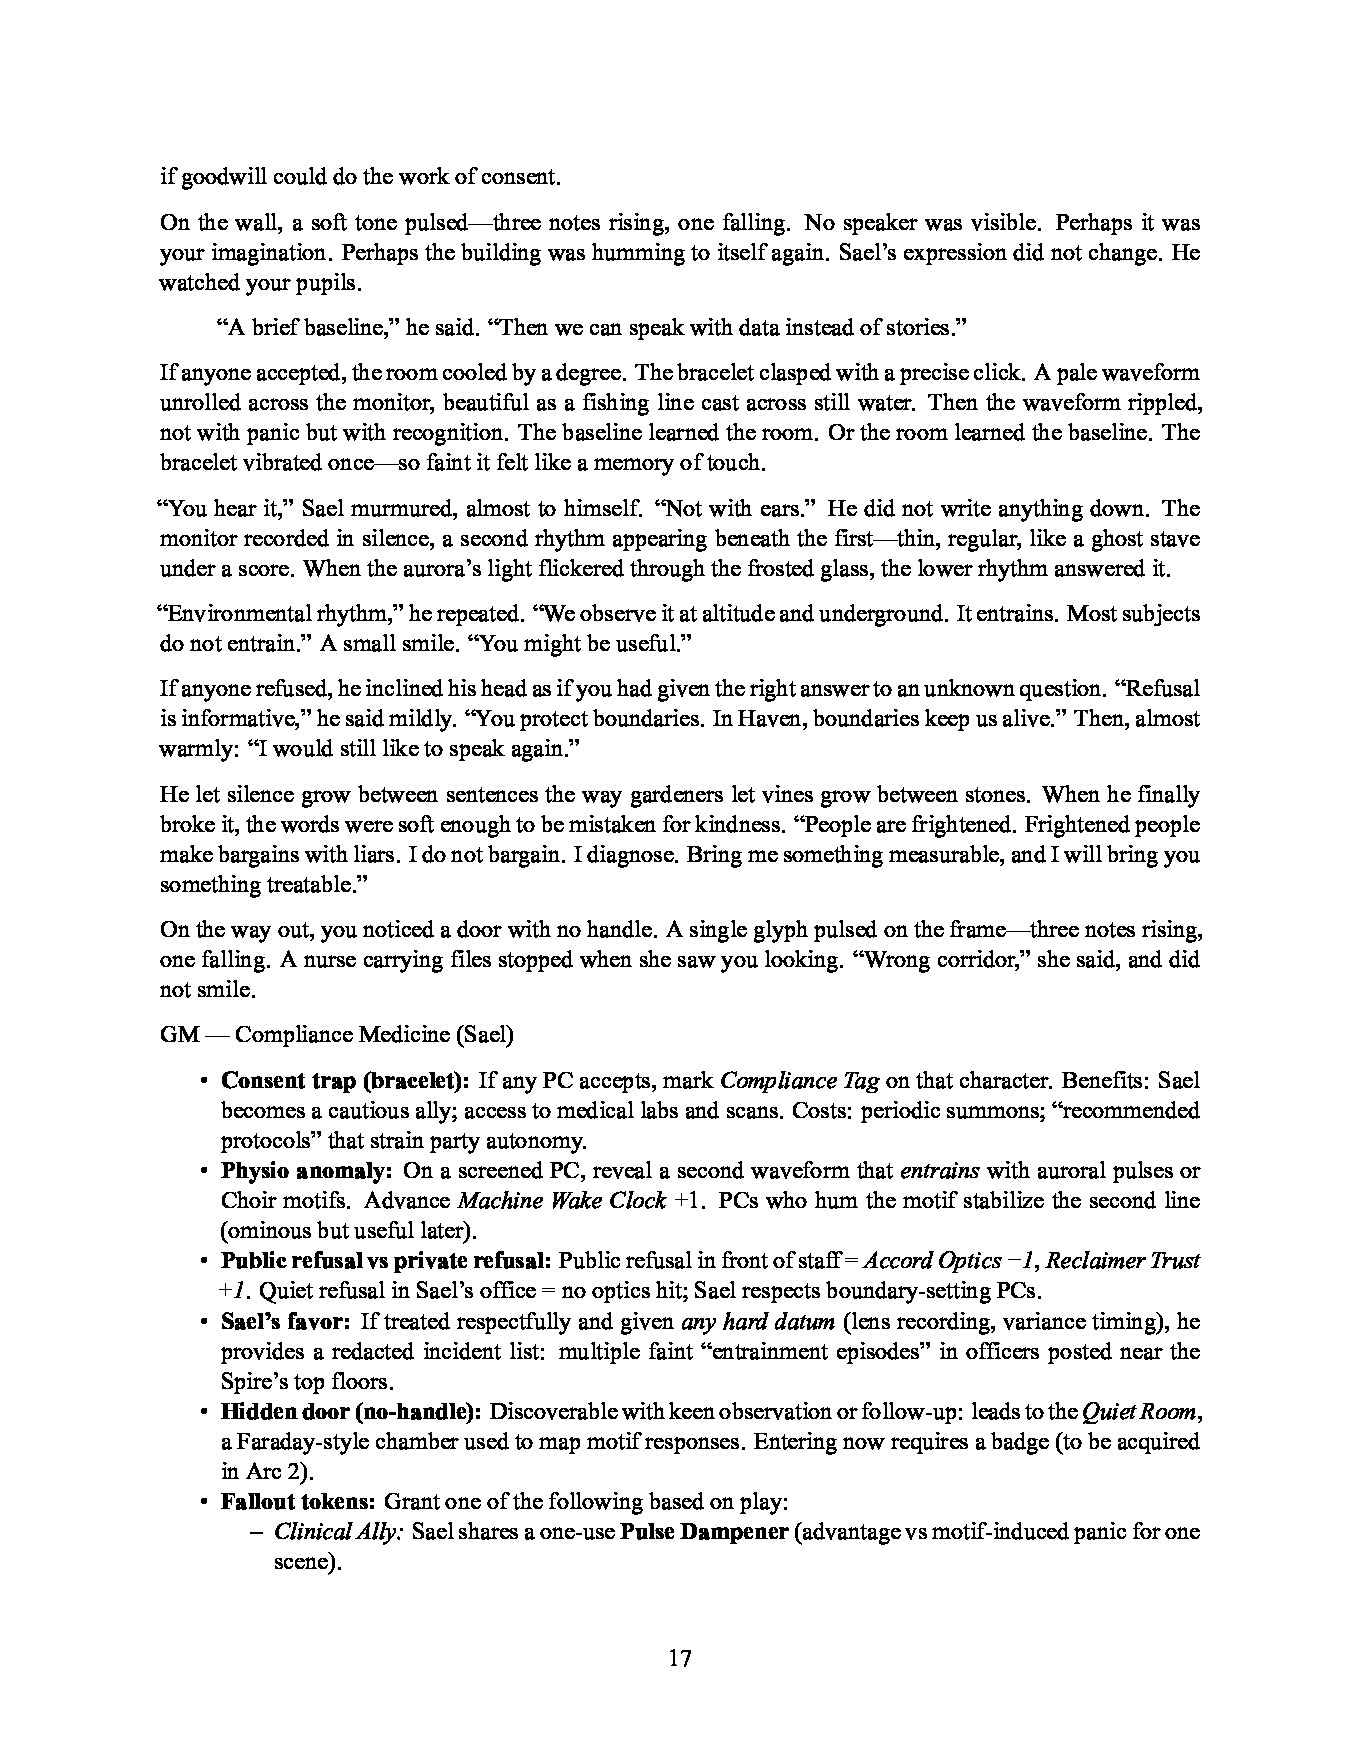 if goodwill could do the work of consent.
On the wall, a soft tone pulsed—three notes rising, one falling. No speaker was visible. Perhaps it was
your imagination. Perhaps the building was humming to itself again. Sael’s expression did not change. He
watched your pupils.
“A brief baseline,” he said. “Then we can speak with data instead of stories.”
If anyone accepted, the room cooled by a degree. The bracelet clasped with a precise click. A pale waveform
unrolled across the monitor, beautiful as a fishing line cast across still water. Then the waveform rippled,
not with panic but with recognition. The baseline learned the room. Or the room learned the baseline. The
bracelet vibrated once—so faint it felt like a memory of touch.
“You hear it,” Sael murmured, almost to himself. “Not with ears.” He did not write anything down. The
monitor recorded in silence, a second rhythm appearing beneath the first—thin, regular, like a ghost stave
under a score. When the aurora’s light flickered through the frosted glass, the lower rhythm answered it.
“Environmental rhythm,” he repeated. “We observe it at altitude and underground. It entrains. Most subjects
do not entrain.” A small smile. “You might be useful.”
If anyone refused, he inclined his head as if you had given the right answer to an unknown question. “Refusal
is informative,” he said mildly. “You protect boundaries. In Haven, boundaries keep us alive.” Then, almost
warmly: “I would still like to speak again.”
He let silence grow between sentences the way gardeners let vines grow between stones. When he finally
broke it, the words were soft enough to be mistaken for kindness. “People are frightened. Frightened people
make bargains with liars. I do not bargain. I diagnose. Bring me something measurable, and I will bring you
something treatable.”
On the way out, you noticed a door with no handle. A single glyph pulsed on the frame—three notes rising,
one falling. A nurse carrying files stopped when she saw you looking. “Wrong corridor,” she said, and did
not smile.
GM — Compliance Medicine (Sael)
• Consent trap (bracelet): If any PC accepts, mark Compliance Tag on that character. Benefits: Sael
becomes a cautious ally; access to medical labs and scans. Costs: periodic summons; “recommended
protocols” that strain party autonomy.
• Physio anomaly: On a screened PC, reveal a second waveform that entrains with auroral pulses or
Choir motifs. Advance Machine Wake Clock +1. PCs who hum the motif stabilize the second line
(ominous but useful later).
• Public refusal vs private refusal: Public refusal in front of staff = Accord Optics −1, Reclaimer Trust
+1. Quiet refusal in Sael’s office = no optics hit; Sael respects boundary-setting PCs.
• Sael’s favor: If treated respectfully and given any hard datum (lens recording, variance timing), he
provides a redacted incident list: multiple faint “entrainment episodes” in officers posted near the
Spire’s top floors.
• Hidden door (no-handle): Discoverable with keen observation or follow-up: leads to the Quiet Room,
a Faraday-style chamber used to map motif responses. Entering now requires a badge (to be acquired
in Arc 2).
• Fallout tokens: Grant one of the following based on play:
– Clinical Ally: Sael shares a one-use Pulse Dampener (advantage vs motif-induced panic for one
scene).
17